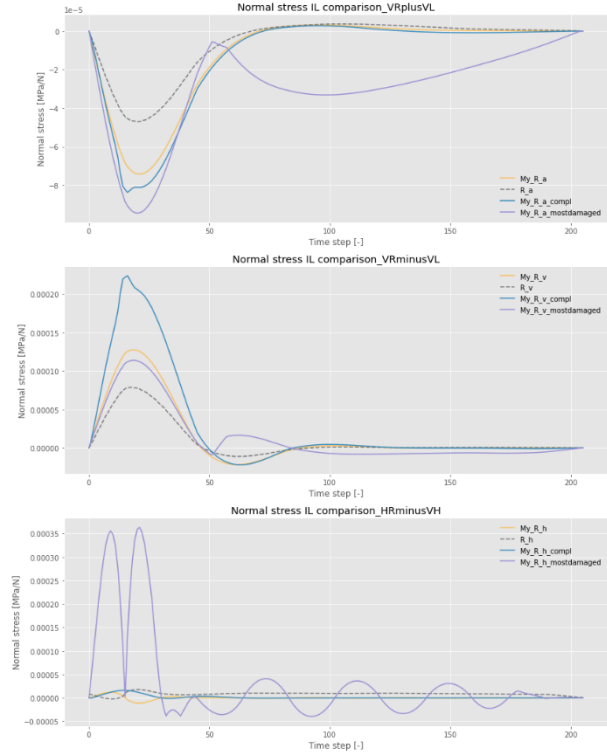 Normal stress IL comparison_VRplusVL
1e−5
0
−2
−4
−6
−8
Normal stress [MPa/N]
My_R_a
R_a
My_R_a_compl
My_R_a_mostdamaged
0 50 100 150 200
Time step [-]
Normal stress IL comparison_VRminusVL
0.00020
0.00015
0.00010
0.00005
0.00000
Normal stress [MPa/N]
My_R_v
R_v
My_R_v_compl
My_R_v_mostdamaged
0 50 100 150 200
Time step [-]
Normal stress IL comparison_HRminusVH
0.00035
0.00030
0.00025
0.00020
0.00015
0.00010
0.00005
0.00000
−0.00005
Normal stress [MPa/N]
My_R_h
R_h
My_R_h_compl
My_R_h_mostdamaged
0 50 100 150 200
Time step [-]